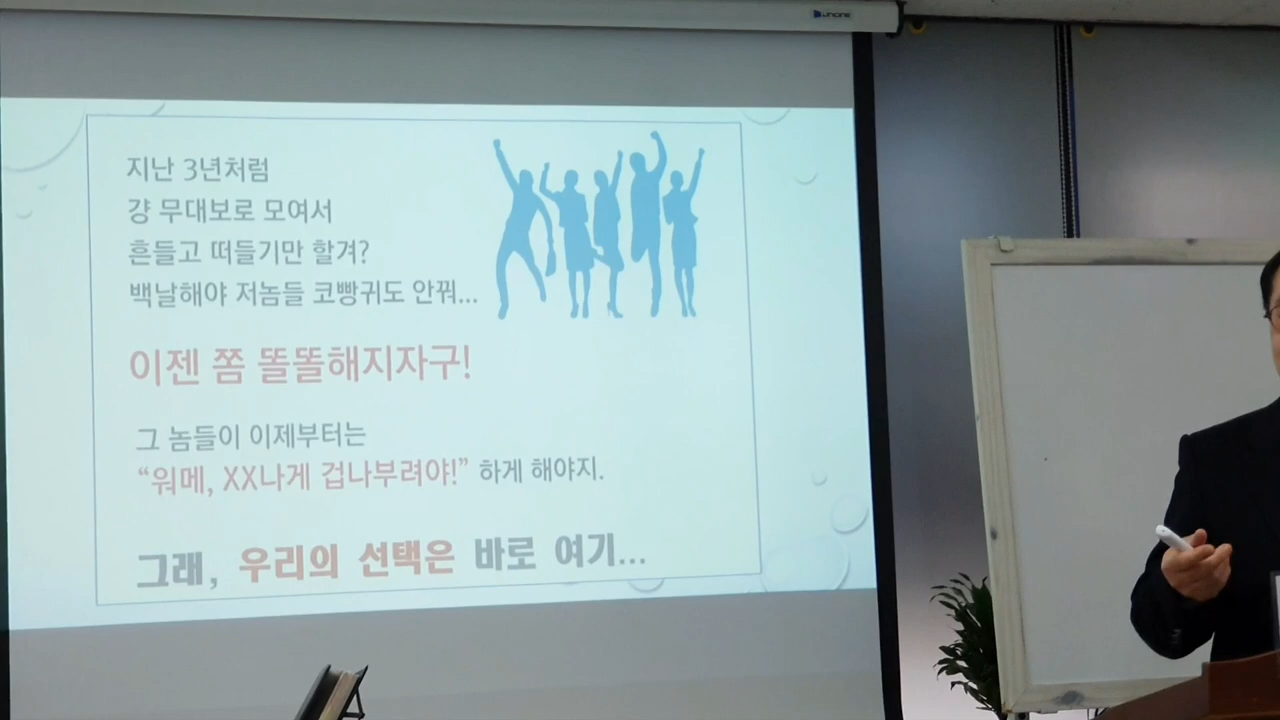 지난 3년처럼
걍 무대보로 모여서
흔들고 떠들기만 할겨?
백날해야 저놈들 코빵귀도 안꿔...
이젠 쫌 똘똘해지자구!
그 놈들이 이제부터는
“워메, XX나게 겁나부려야!” 하게 해야지.
그래, 우리의 선택은 바로 여기...